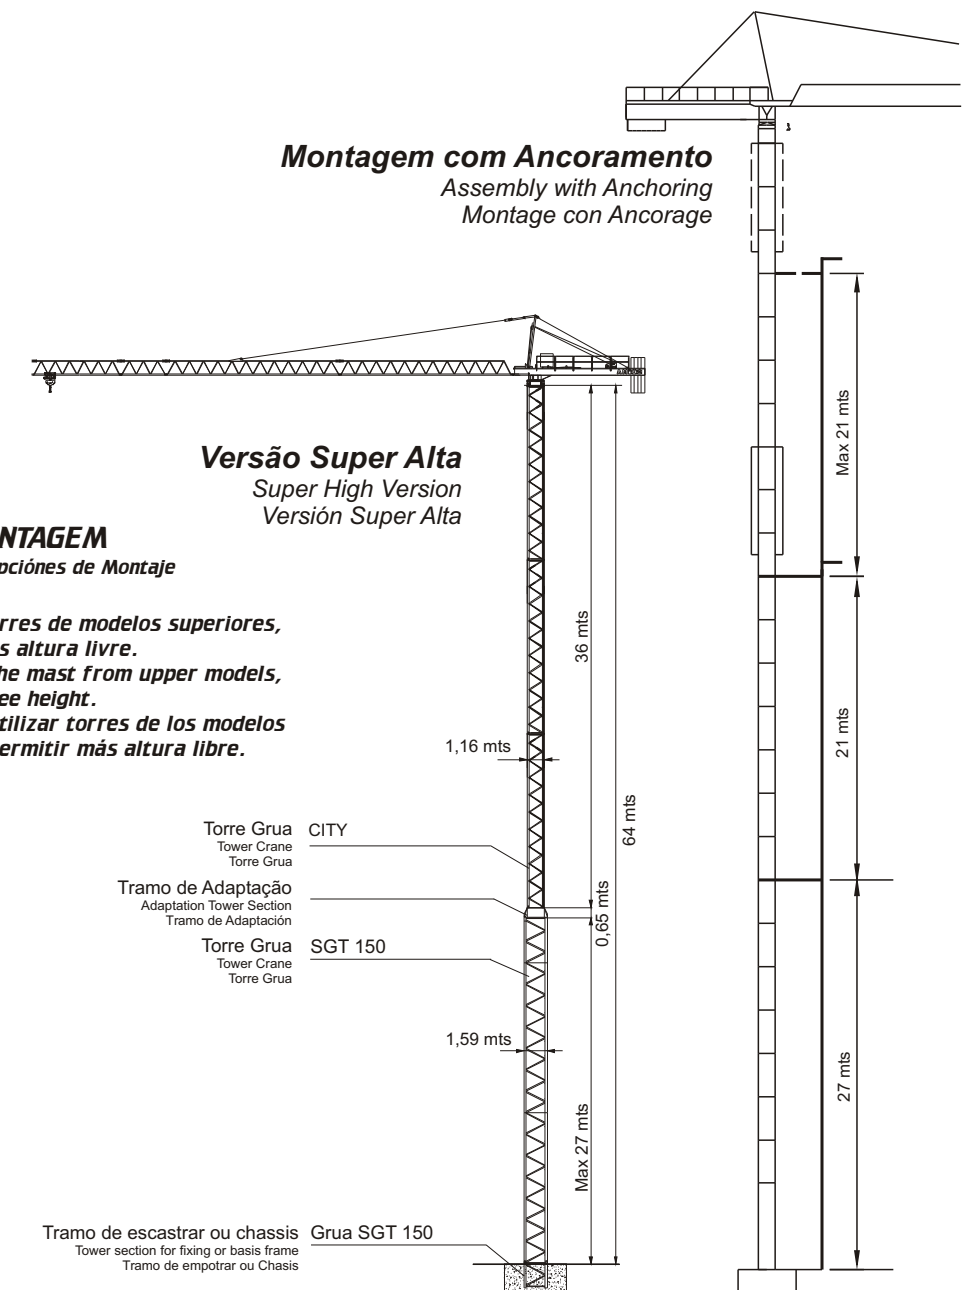 Montagem com Ancoramento
Assembly with Anchoring
Montage con Ancorage
Versão Super Alta
Super High Version
Versión Super Alta
NTAGEM
pciónes de Montaje
rres de modelos superiores,
s altura livre.
he mast from upper models,
ee height.
tilizar torres de los modelos
ermitir más altura libre.
Max 21 mts
36 mts
21 mts
1,16 mts
64 mts
Torre Grua CITY
Tower Crane
Torre Grua
Tramo de Adaptação
Adaptation Tower Section
Tramo de Adaptación
0,65 mts
Torre Grua SGT 150
Tower Crane
Torre Grua
1,59 mts
27 mts
Max 27 mts
Tramo de escastrar ou chassis Grua SGT 150
Tower section for fixing or basis frame
Tramo de empotrar ou Chasis